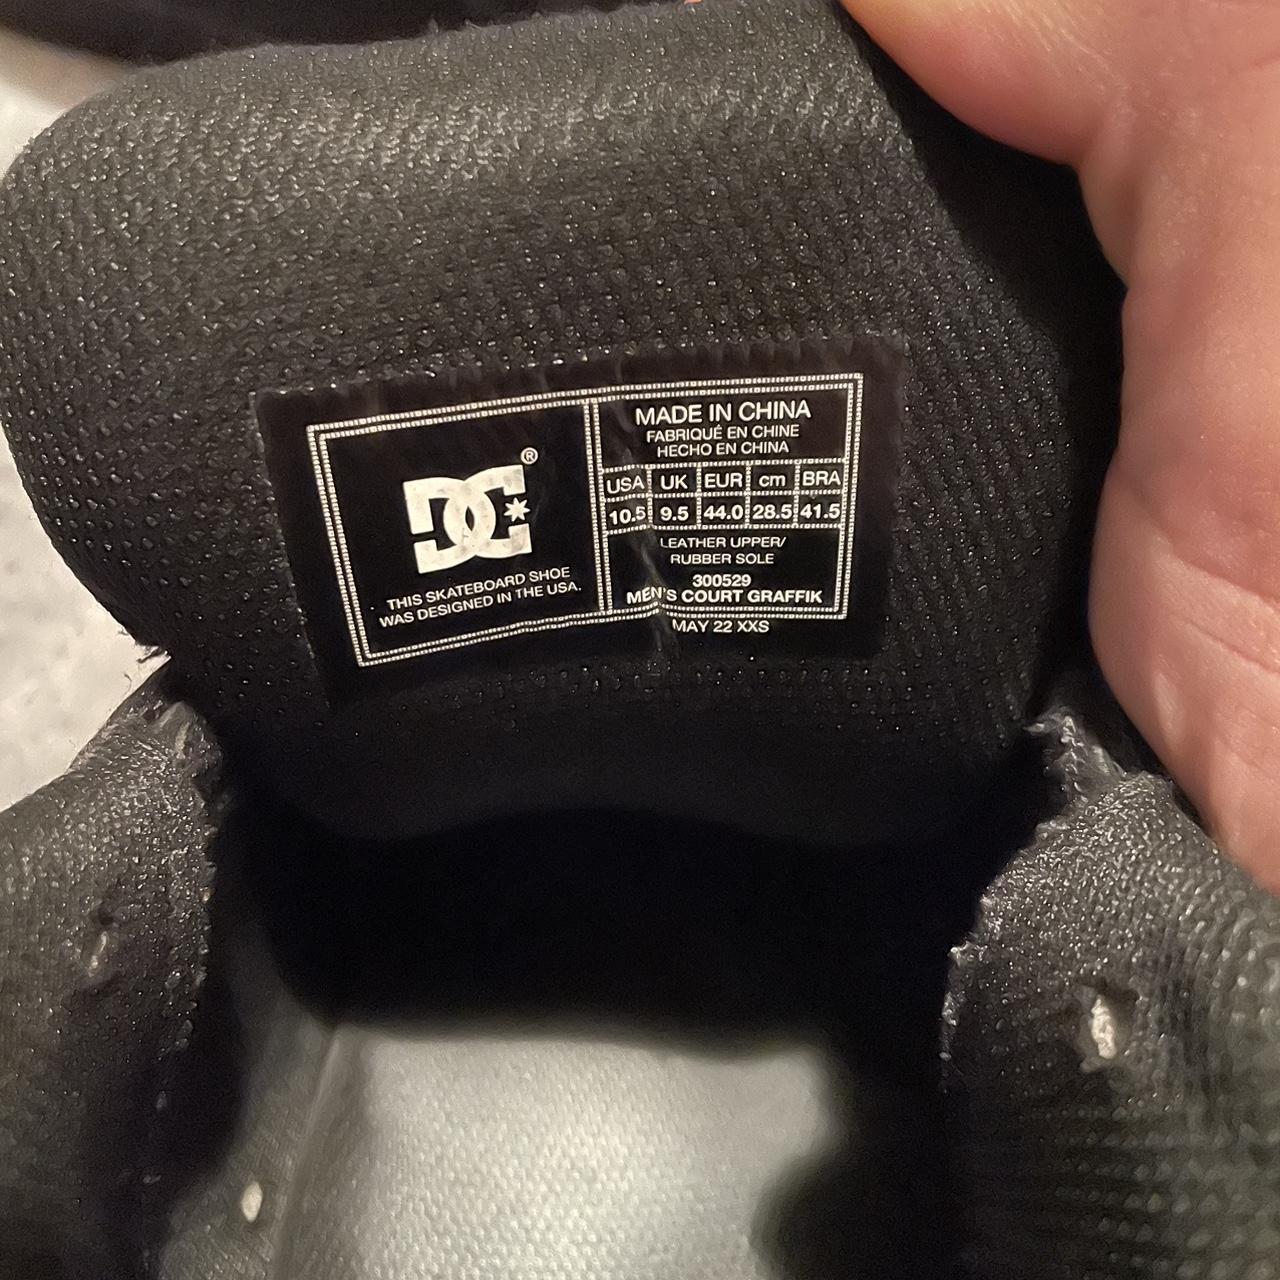 DC
®
THIS SKATEBOARD SHOE
WAS DESIGNED IN THE USA.
MADE IN CHINA
FABRIQUÉ EN CHINE
HECHO EN CHINA
USA UK EUR cm BRA
10.5 9.5 44.0 28.5 41.5
LEATHER UPPER/
RUBBER SOLE
300529
MEN'S COURT GRAFFIK
MAY 22 XXS